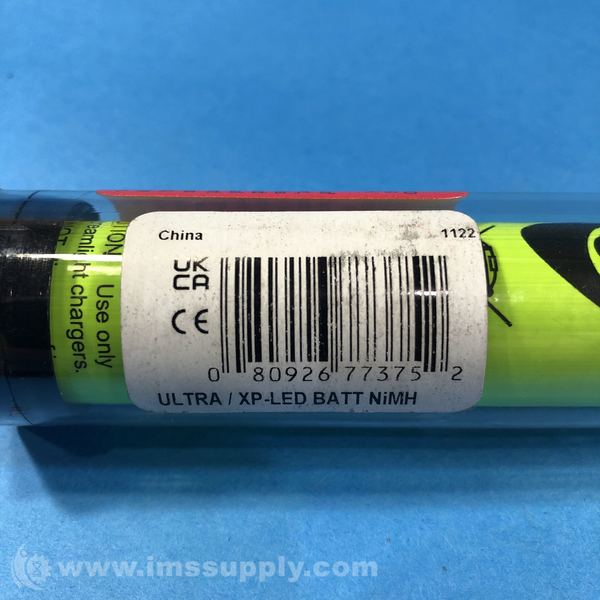 China
1122
UK
CA
CE
0 80926 77375 2
ULTRA / XP-LED BATT NiMH
Use only
chargers.
www.imssupply.com